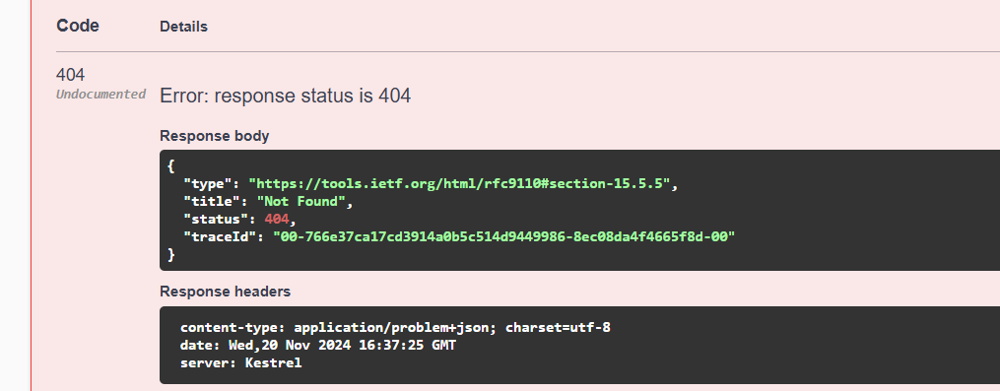 Code Details
404
Undocumented
Error: response status is 404
Response body
{
  "type": "https://tools.ietf.org/html/rfc9110#section-15.5.5",
  "title": "Not Found",
  "status": 404,
  "traceId": "00-766e37ca17cd3914a0b5c514d9449986-8ec08da4f4665f8d-00"
}
Response headers
content-type: application/problem+json; charset=utf-8
date: Wed,20 Nov 2024 16:37:25 GMT
server: Kestrel